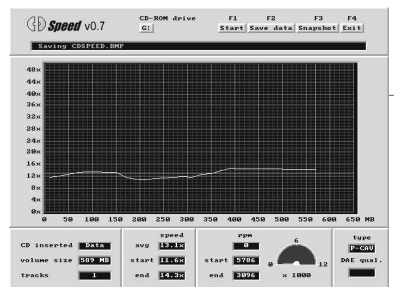 CD Speed v0.7
CD-ROM drive
G:
F1 F2 F3 F4
Start Save data Snapshot Exit
Saving CDSPEED.BMP
48x
44x
40x
36x
32x
28x
24x
20x
16x
12x
8x
4x
0x
0 50 100 150 200 250 300 350 400 450 500 550 600 650 MB
CD inserted Data
volume size 589 MB
tracks 1
speed
avg 13.1x
start 11.6x
end 14.3x
rpm
0
start 5786
end 3096
0 6 12
x 1000
type
P-CAV
DAE qual.